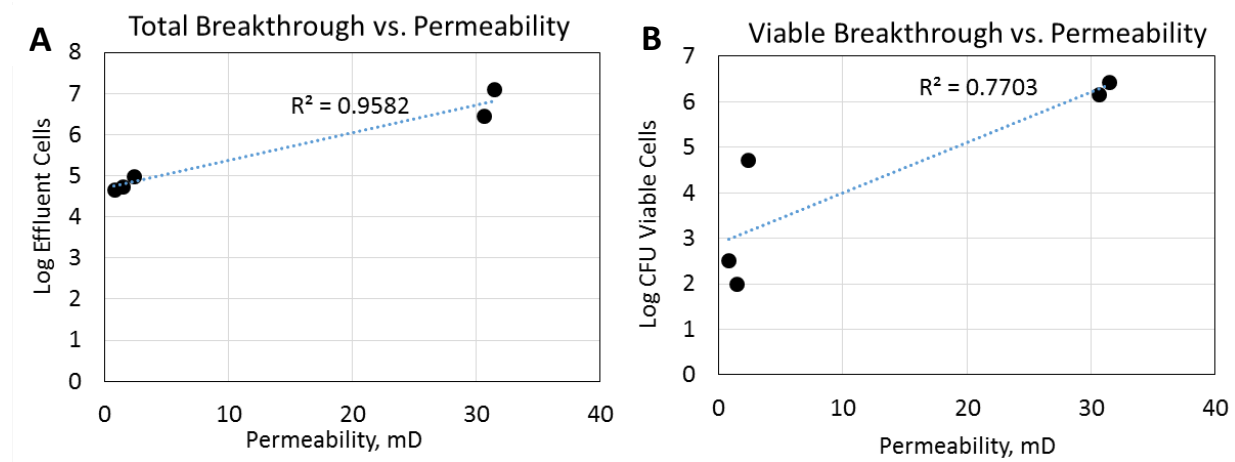 A
Total Breakthrough vs. Permeability
8
7
6
5
4
3
2
1
0
Log Effluent Cells
R² = 0.9582
0 10 20 30 40
Permeability, mD
B
Viable Breakthrough vs. Permeability
7
6
5
4
3
2
1
0
Log CFU Viable Cells
R² = 0.7703
0 10 20 30 40
Permeability, mD